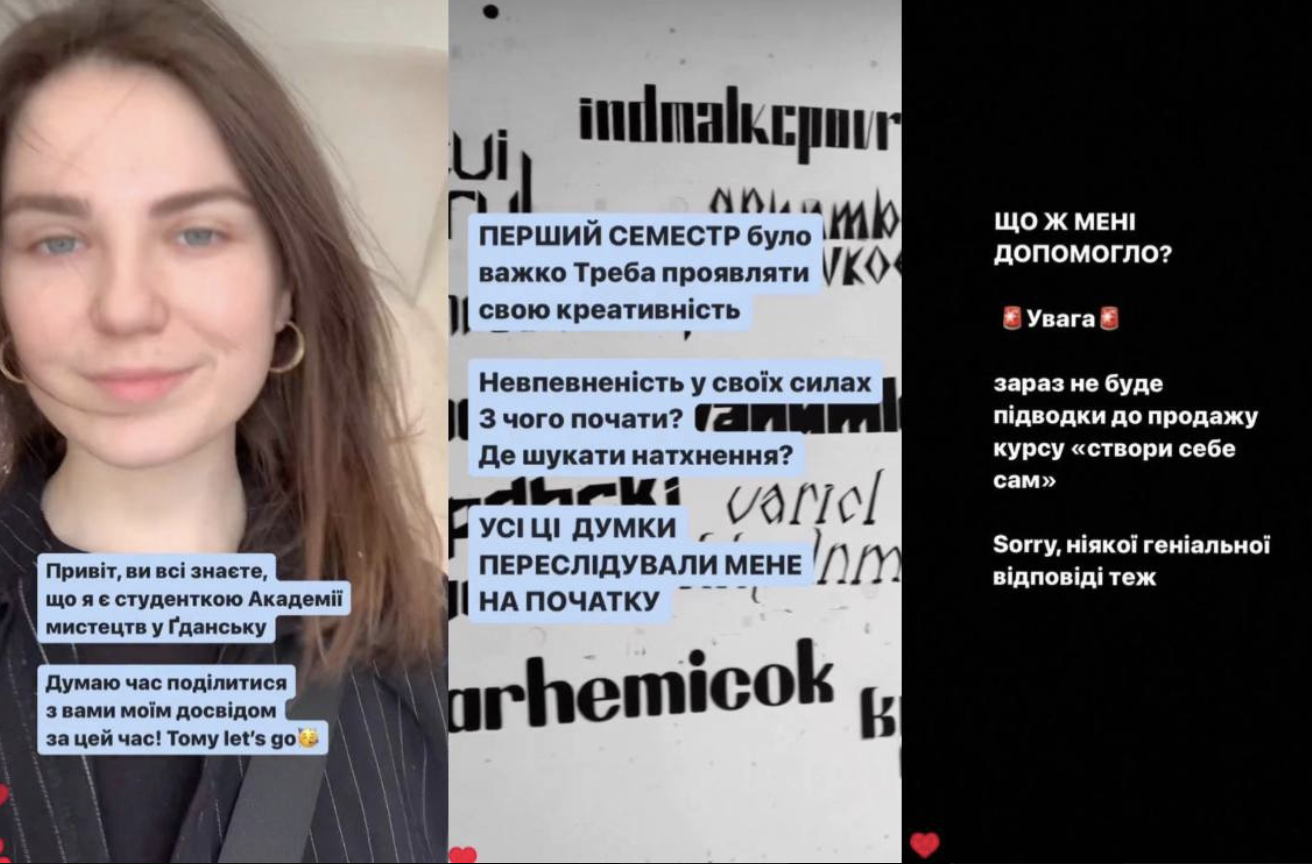 Привіт, ви всі знаєте,
що я є студенткою Академії
мистецтв у Ґданську
Думаю час поділитися
з вами моїм досвідом
за цей час! Тому let's go🥳
indmalkcpovr
ПЕРШИЙ СЕМЕСТР було
важко Треба проявляти
свою креативність
Невпевненість у своїх силах
З чого почати?
Де шукати натхнення?
varicl
УСІ ЦІ ДУМКИ
ПЕРЕСЛІДУВАЛИ МЕНЕ
НА ПОЧАТКУ
arhemicok
ЩО Ж МЕНІ
ДОПОМОГЛО?
🚨Увага🚨
зараз не буде
підводки до продажу
курсу «створи себе
сам»
Sorry, ніякої геніальної
відповіді теж